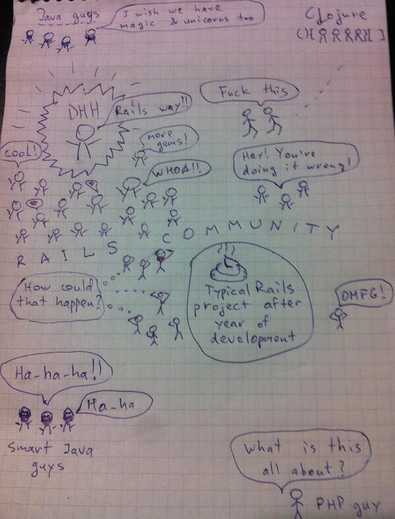 Java guys
I wish we have
magic & unicorns too
Clojure
DHH
Rails way!!
Fuck this
more
gems!
COOL!
WHOA!!
Hey! You're
doing it wrong!
RAILS COMMUNITY
How could
that happen?
Typical Rails
project after
year of
development
OMFG!
Ha-ha-ha!!
Ha-ha
Smart Java
guys
What is this
all about?
PHP guy